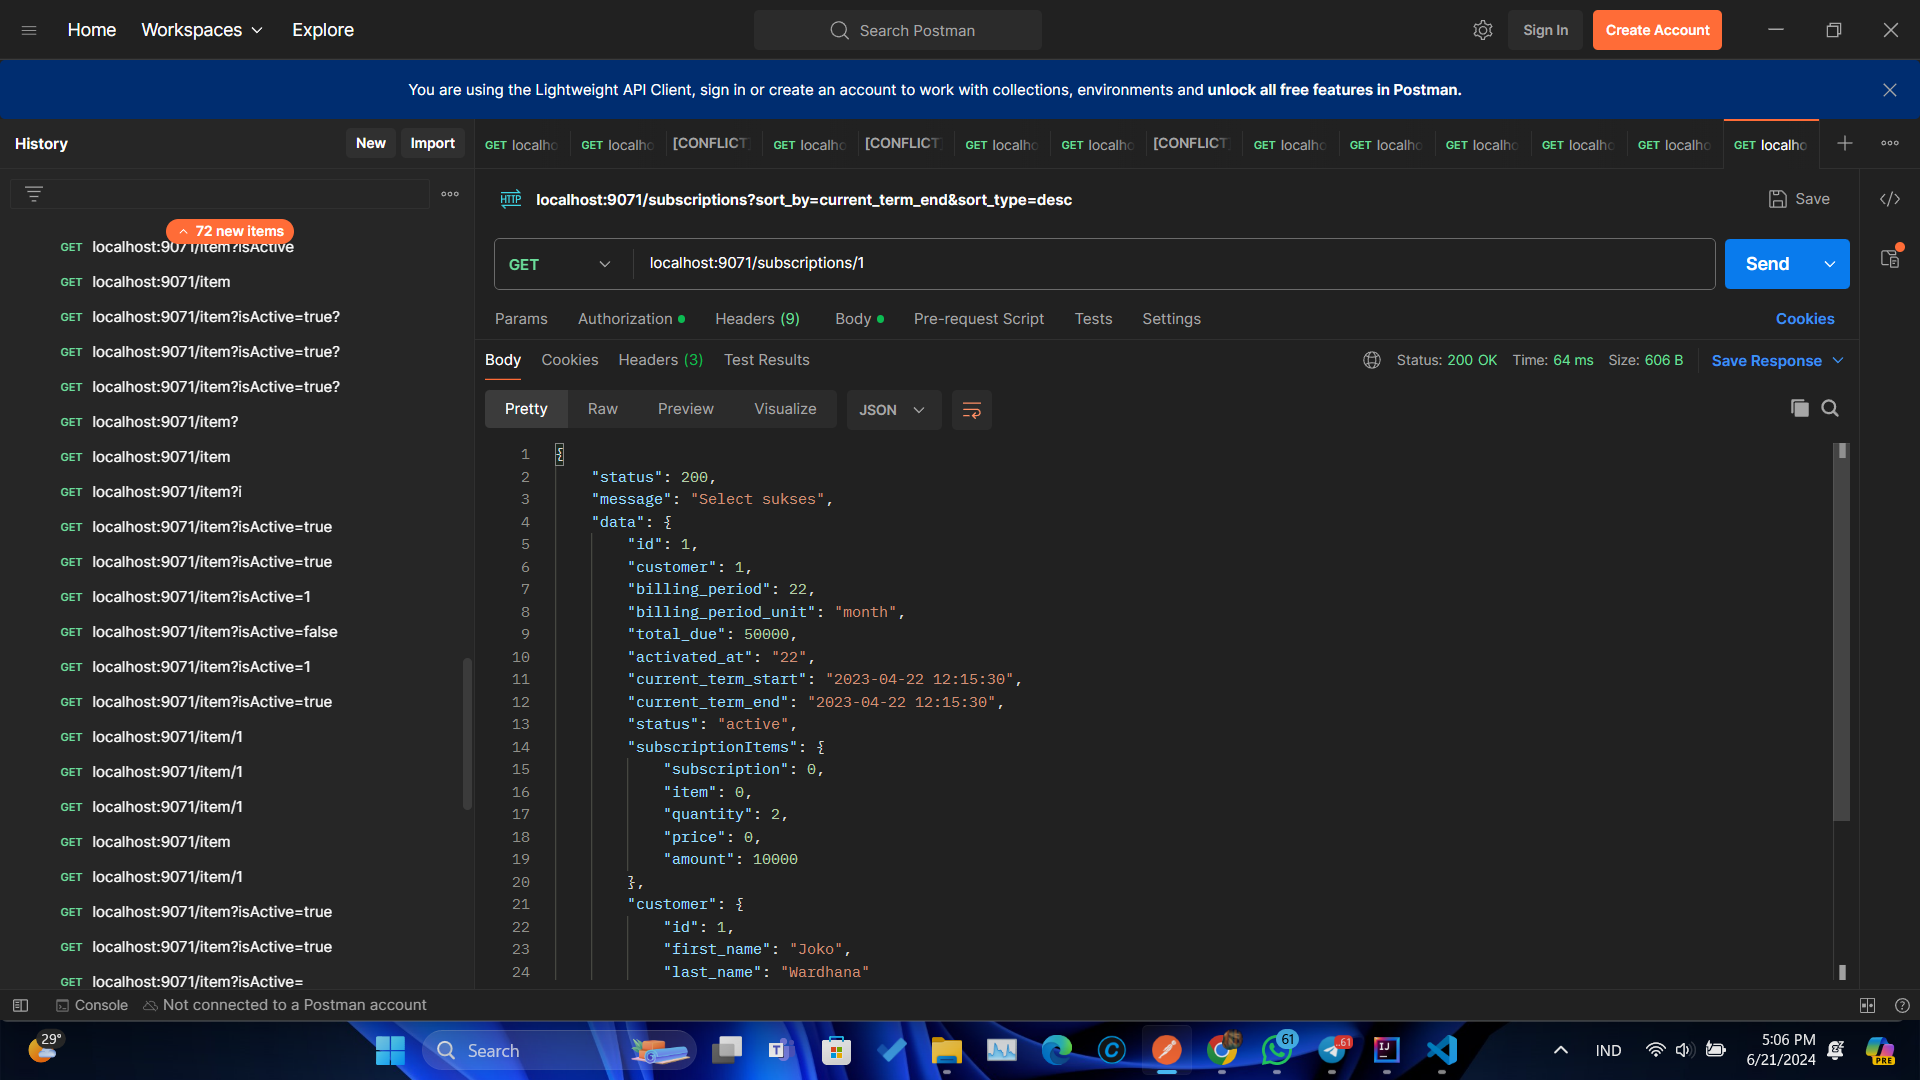 Home Workspaces Explore Search Postman Sign In Create Account
You are using the Lightweight API Client, sign in or create an account to work with collections, environments and unlock all free features in Postman.
History New Import
GET localho GET localho [CONFLICT] GET localho [CONFLICT] GET localho GET localho [CONFLICT] GET localho GET localho GET localho GET localho GET localho GET localho
72 new items
GET localhost:9071/item?isActive
GET localhost:9071/item
GET localhost:9071/item?isActive=true?
GET localhost:9071/item?isActive=true?
GET localhost:9071/item?isActive=true?
GET localhost:9071/item?
GET localhost:9071/item
GET localhost:9071/item?i
GET localhost:9071/item?isActive=true
GET localhost:9071/item?isActive=true
GET localhost:9071/item?isActive=1
GET localhost:9071/item?isActive=false
GET localhost:9071/item?isActive=1
GET localhost:9071/item?isActive=true
GET localhost:9071/item/1
GET localhost:9071/item/1
GET localhost:9071/item/1
GET localhost:9071/item
GET localhost:9071/item/1
GET localhost:9071/item?isActive=true
GET localhost:9071/item?isActive=true
GET localhost:9071/item?isActive=
HTTP localhost:9071/subscriptions?sort_by=current_term_end&sort_type=desc Save
GET localhost:9071/subscriptions/1 Send
Params Authorization Headers (9) Body Pre-request Script Tests Settings Cookies
Body Cookies Headers (3) Test Results Status: 200 OK Time: 64 ms Size: 606 B Save Response
Pretty Raw Preview Visualize JSON
1 {
2 "status": 200,
3 "message": "Select sukses",
4 "data": {
5 "id": 1,
6 "customer": 1,
7 "billing_period": 22,
8 "billing_period_unit": "month",
9 "total_due": 50000,
10 "activated_at": "22",
11 "current_term_start": "2023-04-22 12:15:30",
12 "current_term_end": "2023-04-22 12:15:30",
13 "status": "active",
14 "subscriptionItems": {
15 "subscription": 0,
16 "item": 0,
17 "quantity": 2,
18 "price": 0,
19 "amount": 10000
20 },
21 "customer": {
22 "id": 1,
23 "first_name": "Joko",
24 "last_name": "Wardhana"
Console Not connected to a Postman account
29° Search 61 ..61 IND 5:06 PM
6/21/2024 PRE